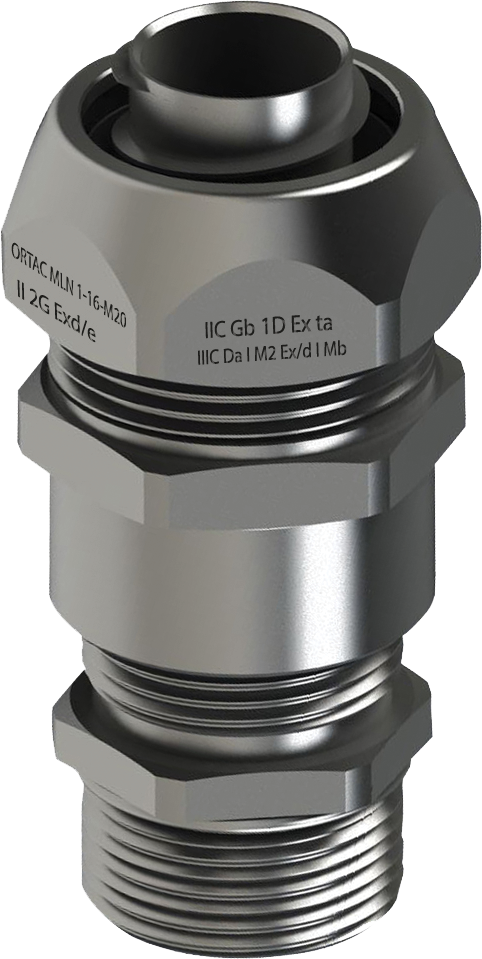 ORTAC MLN 1-16-M20
II 2G Exd/e
IIC Gb 1D Ex ta
IIIC Da I M2 Ex/d I Mb